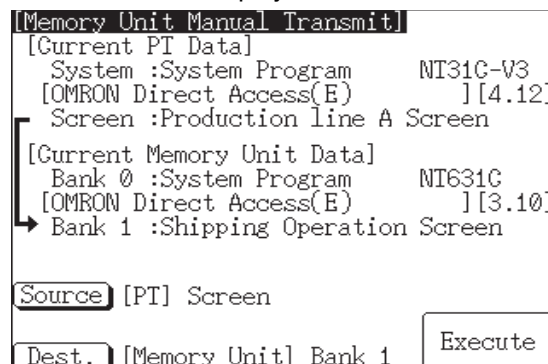 [Memory Unit Manual Transmit]
[Current PT Data]
System :System Program NT31C-V3
[OMRON Direct Access(E) ][4.12]
Screen :Production line A Screen
[Current Memory Unit Data]
Bank 0 :System Program NT631C
[OMRON Direct Access(E) ][3.10]
Bank 1 :Shipping Operation Screen
Source [PT] Screen
Execute
Dest. [Memory Unit] Bank 1